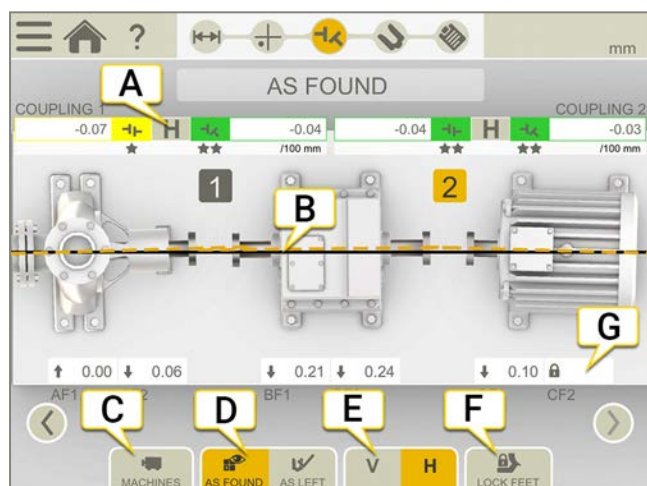 ?
mm
AS FOUND
A
COUPLING 1
COUPLING 2
-0.07 H -0.04
-0.04 H -0.03
/100 mm
/100 mm
1
2
B
G
0.00 0.06
0.21 0.24
0.10
AF1
BF1
CF2
C
D
E
F
MACHINES
AS FOUND
AS LEFT
V
H
LOCK FEET